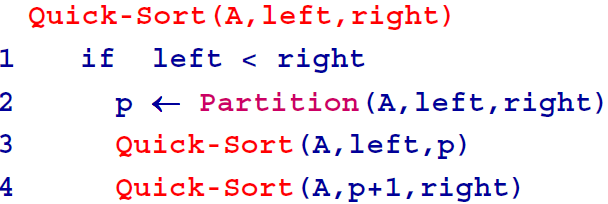 Quick-Sort(A,left,right)
1 if left < right
2 p ← Partition(A,left,right)
3 Quick-Sort(A,left,p)
4 Quick-Sort(A,p+1,right)